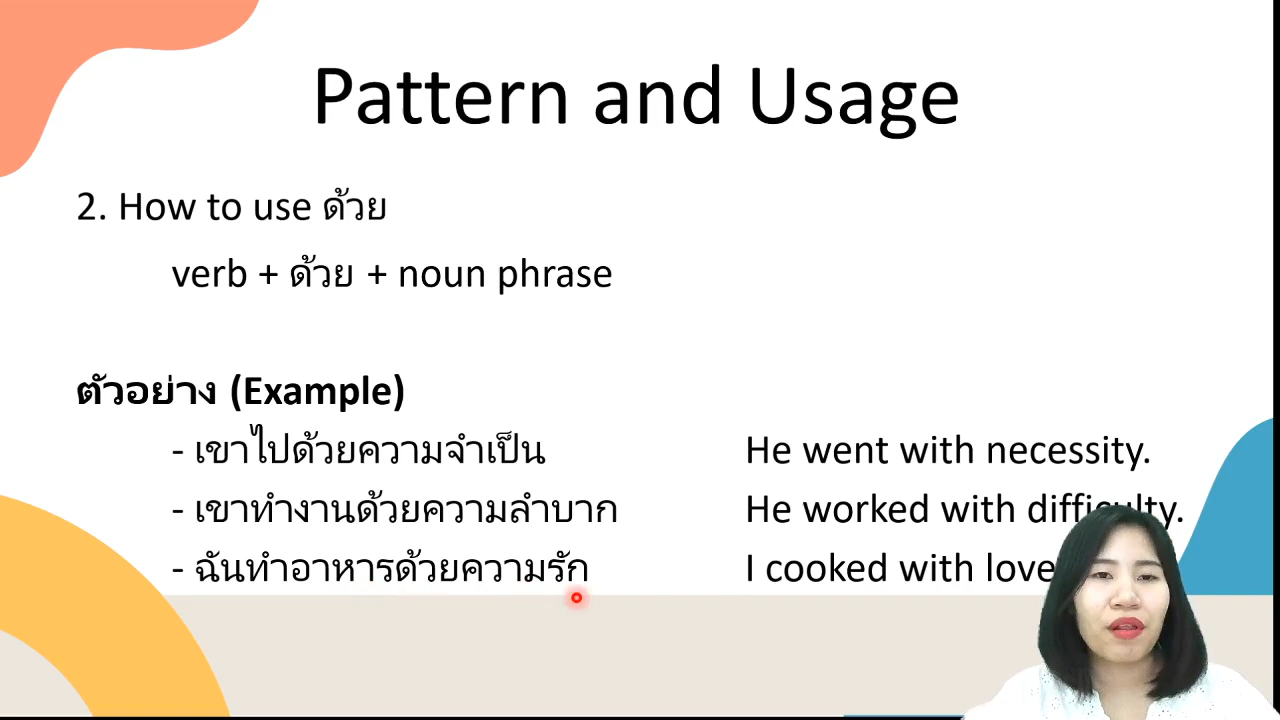 Pattern and Usage
2. How to use ด้วย
verb + ด้วย + noun phrase
ตัวอย่าง (Example)
- เขาไปด้วยความจำเป็น He went with necessity.
- เขาทำงานด้วยความลำบาก He worked with difficulty.
- ฉันทำอาหารด้วยความรัก I cooked with love